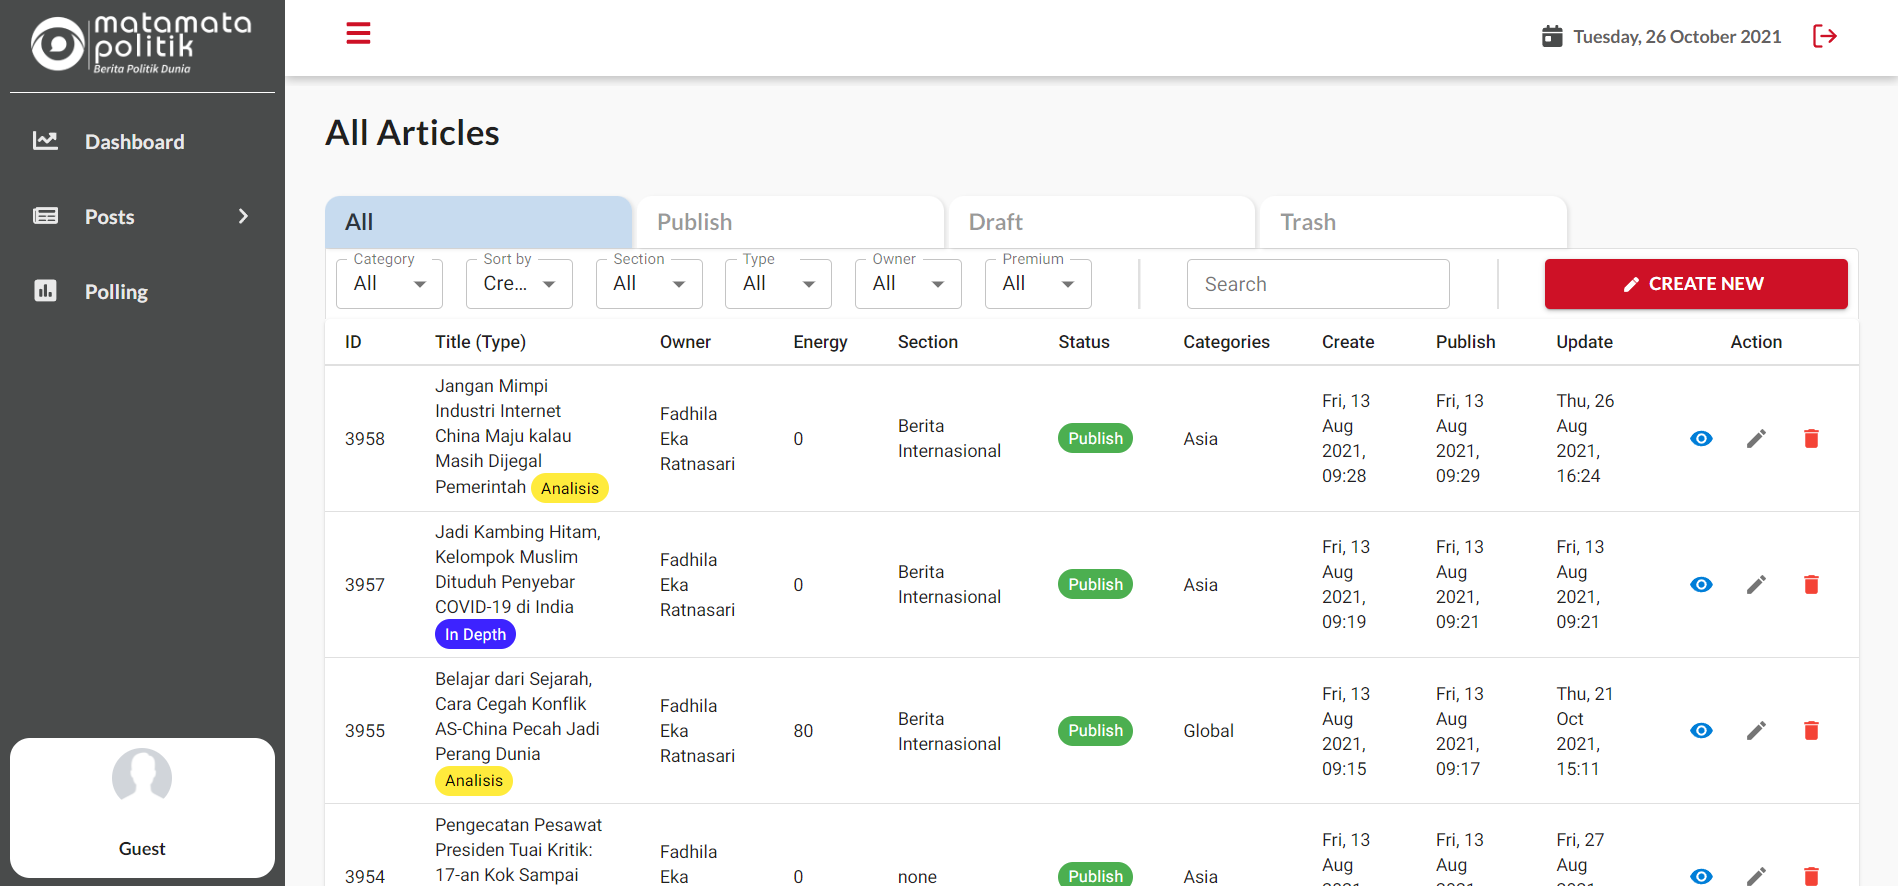 matamata
politik
Berita Politik Dunia
Tuesday, 26 October 2021
Dashboard
Posts
Polling
Guest
All Articles
All
Publish
Draft
Trash
Category
All
Sort by
Cre...
Section
All
Type
All
Owner
All
Premium
All
Search
CREATE NEW
ID
Title (Type)
Owner
Energy
Section
Status
Categories
Create
Publish
Update
Action
3958
Jangan Mimpi
Industri Internet
China Maju kalau
Masih Dijegal
Pemerintah Analisis
Fadhila
Eka
Ratnasari
0
Berita
Internasional
Publish
Asia
Fri, 13
Aug
2021,
09:28
Fri, 13
Aug
2021,
09:29
Thu, 26
Aug
2021,
16:24
3957
Jadi Kambing Hitam,
Kelompok Muslim
Dituduh Penyebar
COVID-19 di India
In Depth
Fadhila
Eka
Ratnasari
0
Berita
Internasional
Publish
Asia
Fri, 13
Aug
2021,
09:19
Fri, 13
Aug
2021,
09:21
Fri, 13
Aug
2021,
09:21
3955
Belajar dari Sejarah,
Cara Cegah Konflik
AS-China Pecah Jadi
Perang Dunia
Analisis
Fadhila
Eka
Ratnasari
80
Berita
Internasional
Publish
Global
Fri, 13
Aug
2021,
09:15
Fri, 13
Aug
2021,
09:17
Thu, 21
Oct
2021,
15:11
3954
Pengecatan Pesawat
Presiden Tuai Kritik:
17-an Kok Sampai
Fadhila
Eka
0
none
Publish
Asia
Fri, 13
Aug
Fri, 13
Aug
Fri, 27
Aug